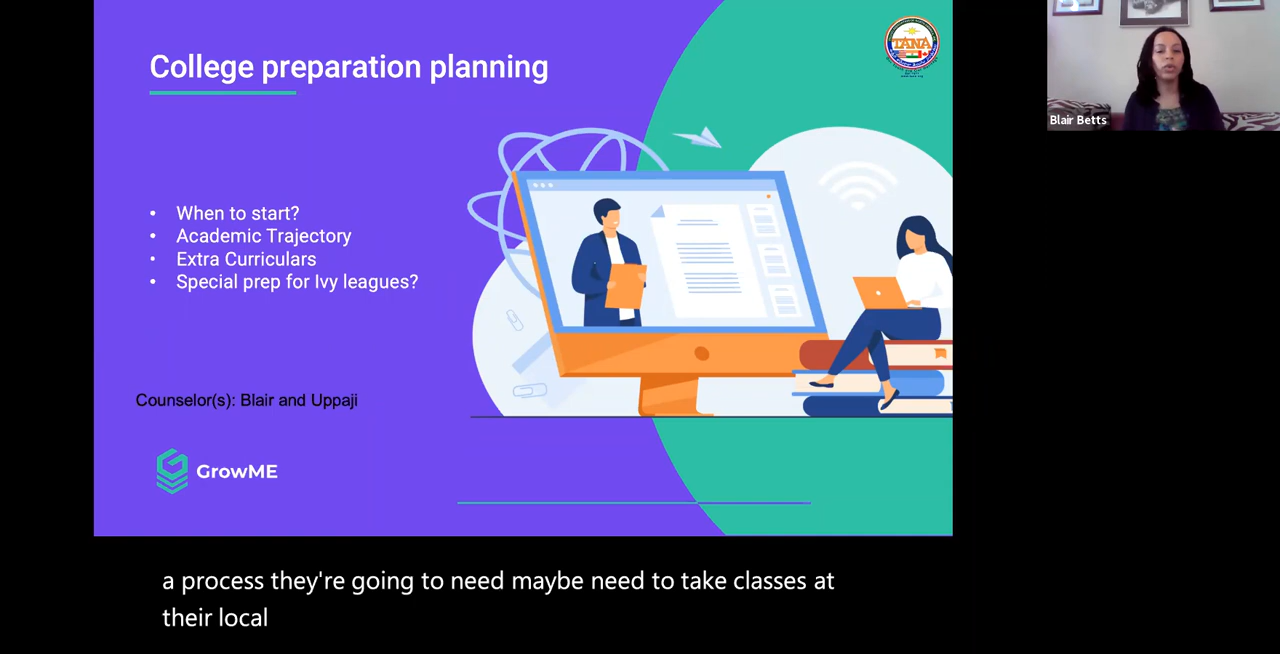 College preparation planning
TANA
Blair Betts
• When to start?
• Academic Trajectory
• Extra Curriculars
• Special prep for Ivy leagues?
Counselor(s): Blair and Uppaji
GrowME
a process they're going to need maybe need to take classes at
their local